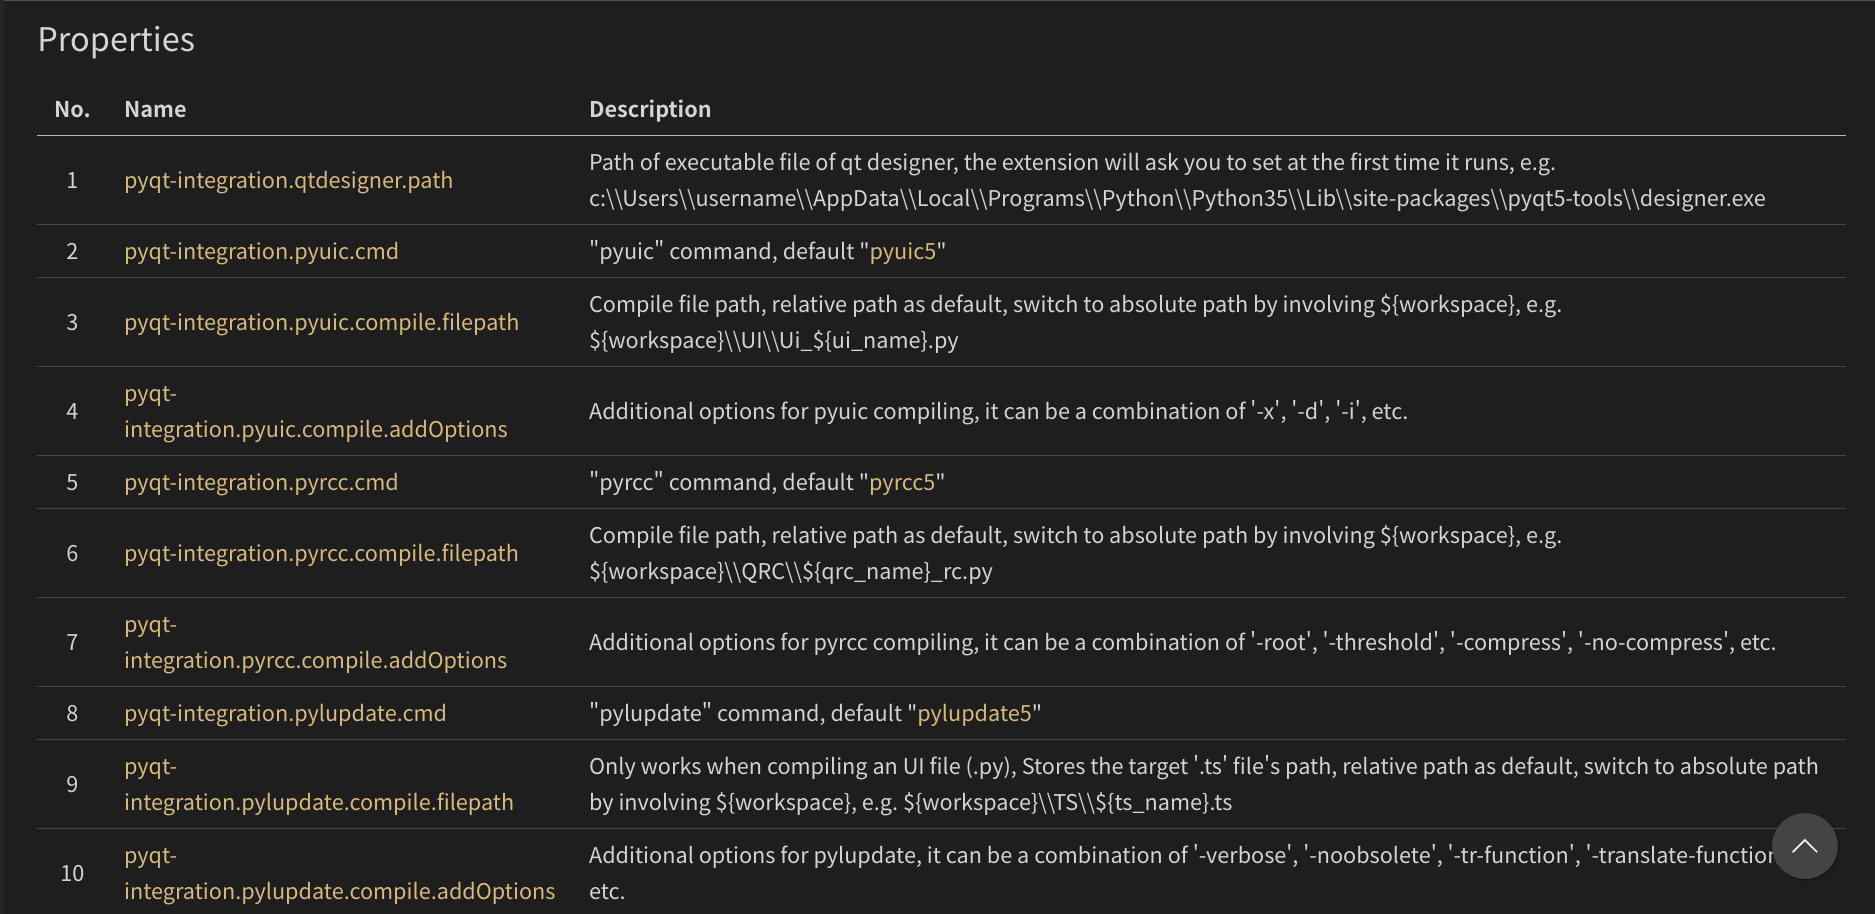 Properties
No. Name Description
1 pyqt-integration.qtdesigner.path Path of executable file of qt designer, the extension will ask you to set at the first time it runs, e.g.
c:\\Users\\username\\AppData\\Local\\Programs\\Python\\Python35\\Lib\\site-packages\\pyqt5-tools\\designer.exe
2 pyqt-integration.pyuic.cmd "pyuic" command, default "pyuic5"
3 pyqt-integration.pyuic.compile.filepath Compile file path, relative path as default, switch to absolute path by involving ${workspace}, e.g.
${workspace}\\UI\\Ui_${ui_name}.py
4 pyqt-
integration.pyuic.compile.addOptions Additional options for pyuic compiling, it can be a combination of '-x', '-d', '-i', etc.
5 pyqt-integration.pyrcc.cmd "pyrcc" command, default "pyrcc5"
6 pyqt-integration.pyrcc.compile.filepath Compile file path, relative path as default, switch to absolute path by involving ${workspace}, e.g.
${workspace}\\QRC\\${qrc_name}_rc.py
7 pyqt-
integration.pyrcc.compile.addOptions Additional options for pyrcc compiling, it can be a combination of '-root', '-threshold', '-compress', '-no-compress', etc.
8 pyqt-integration.pylupdate.cmd "pylupdate" command, default "pylupdate5"
9 pyqt-
integration.pylupdate.compile.filepath Only works when compiling an UI file (.py), Stores the target '.ts' file's path, relative path as default, switch to absolute path
by involving ${workspace}, e.g. ${workspace}\\TS\\${ts_name}.ts
10 pyqt-
integration.pylupdate.compile.addOptions Additional options for pylupdate, it can be a combination of '-verbose', '-noobsolete', '-tr-function', '-translate-function
etc.